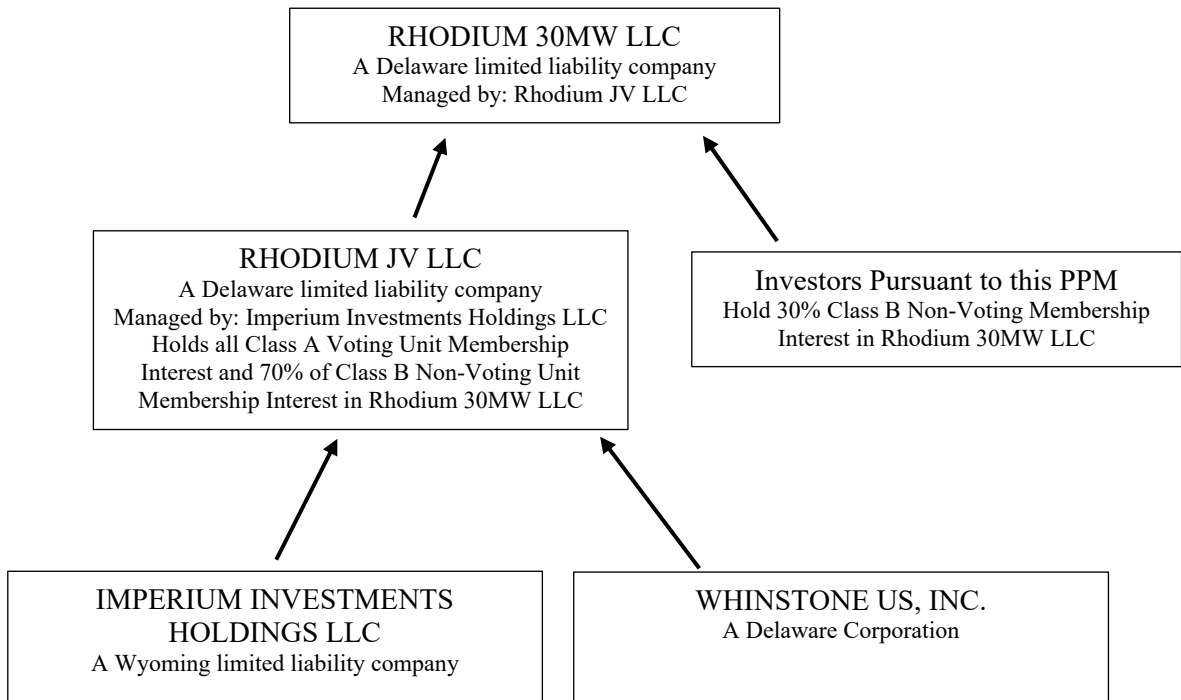 RHODIUM 30MW LLC
A Delaware limited liability company
Managed by: Rhodium JV LLC
RHODIUM JV LLC
A Delaware limited liability company
Managed by: Imperium Investments Holdings LLC
Holds all Class A Voting Unit Membership
Interest and 70% of Class B Non-Voting Unit
Membership Interest in Rhodium 30MW LLC
Investors Pursuant to this PPM
Hold 30% Class B Non-Voting Membership
Interest in Rhodium 30MW LLC
IMPERIUM INVESTMENTS
HOLDINGS LLC
A Wyoming limited liability company
WHINSTONE US, INC.
A Delaware Corporation